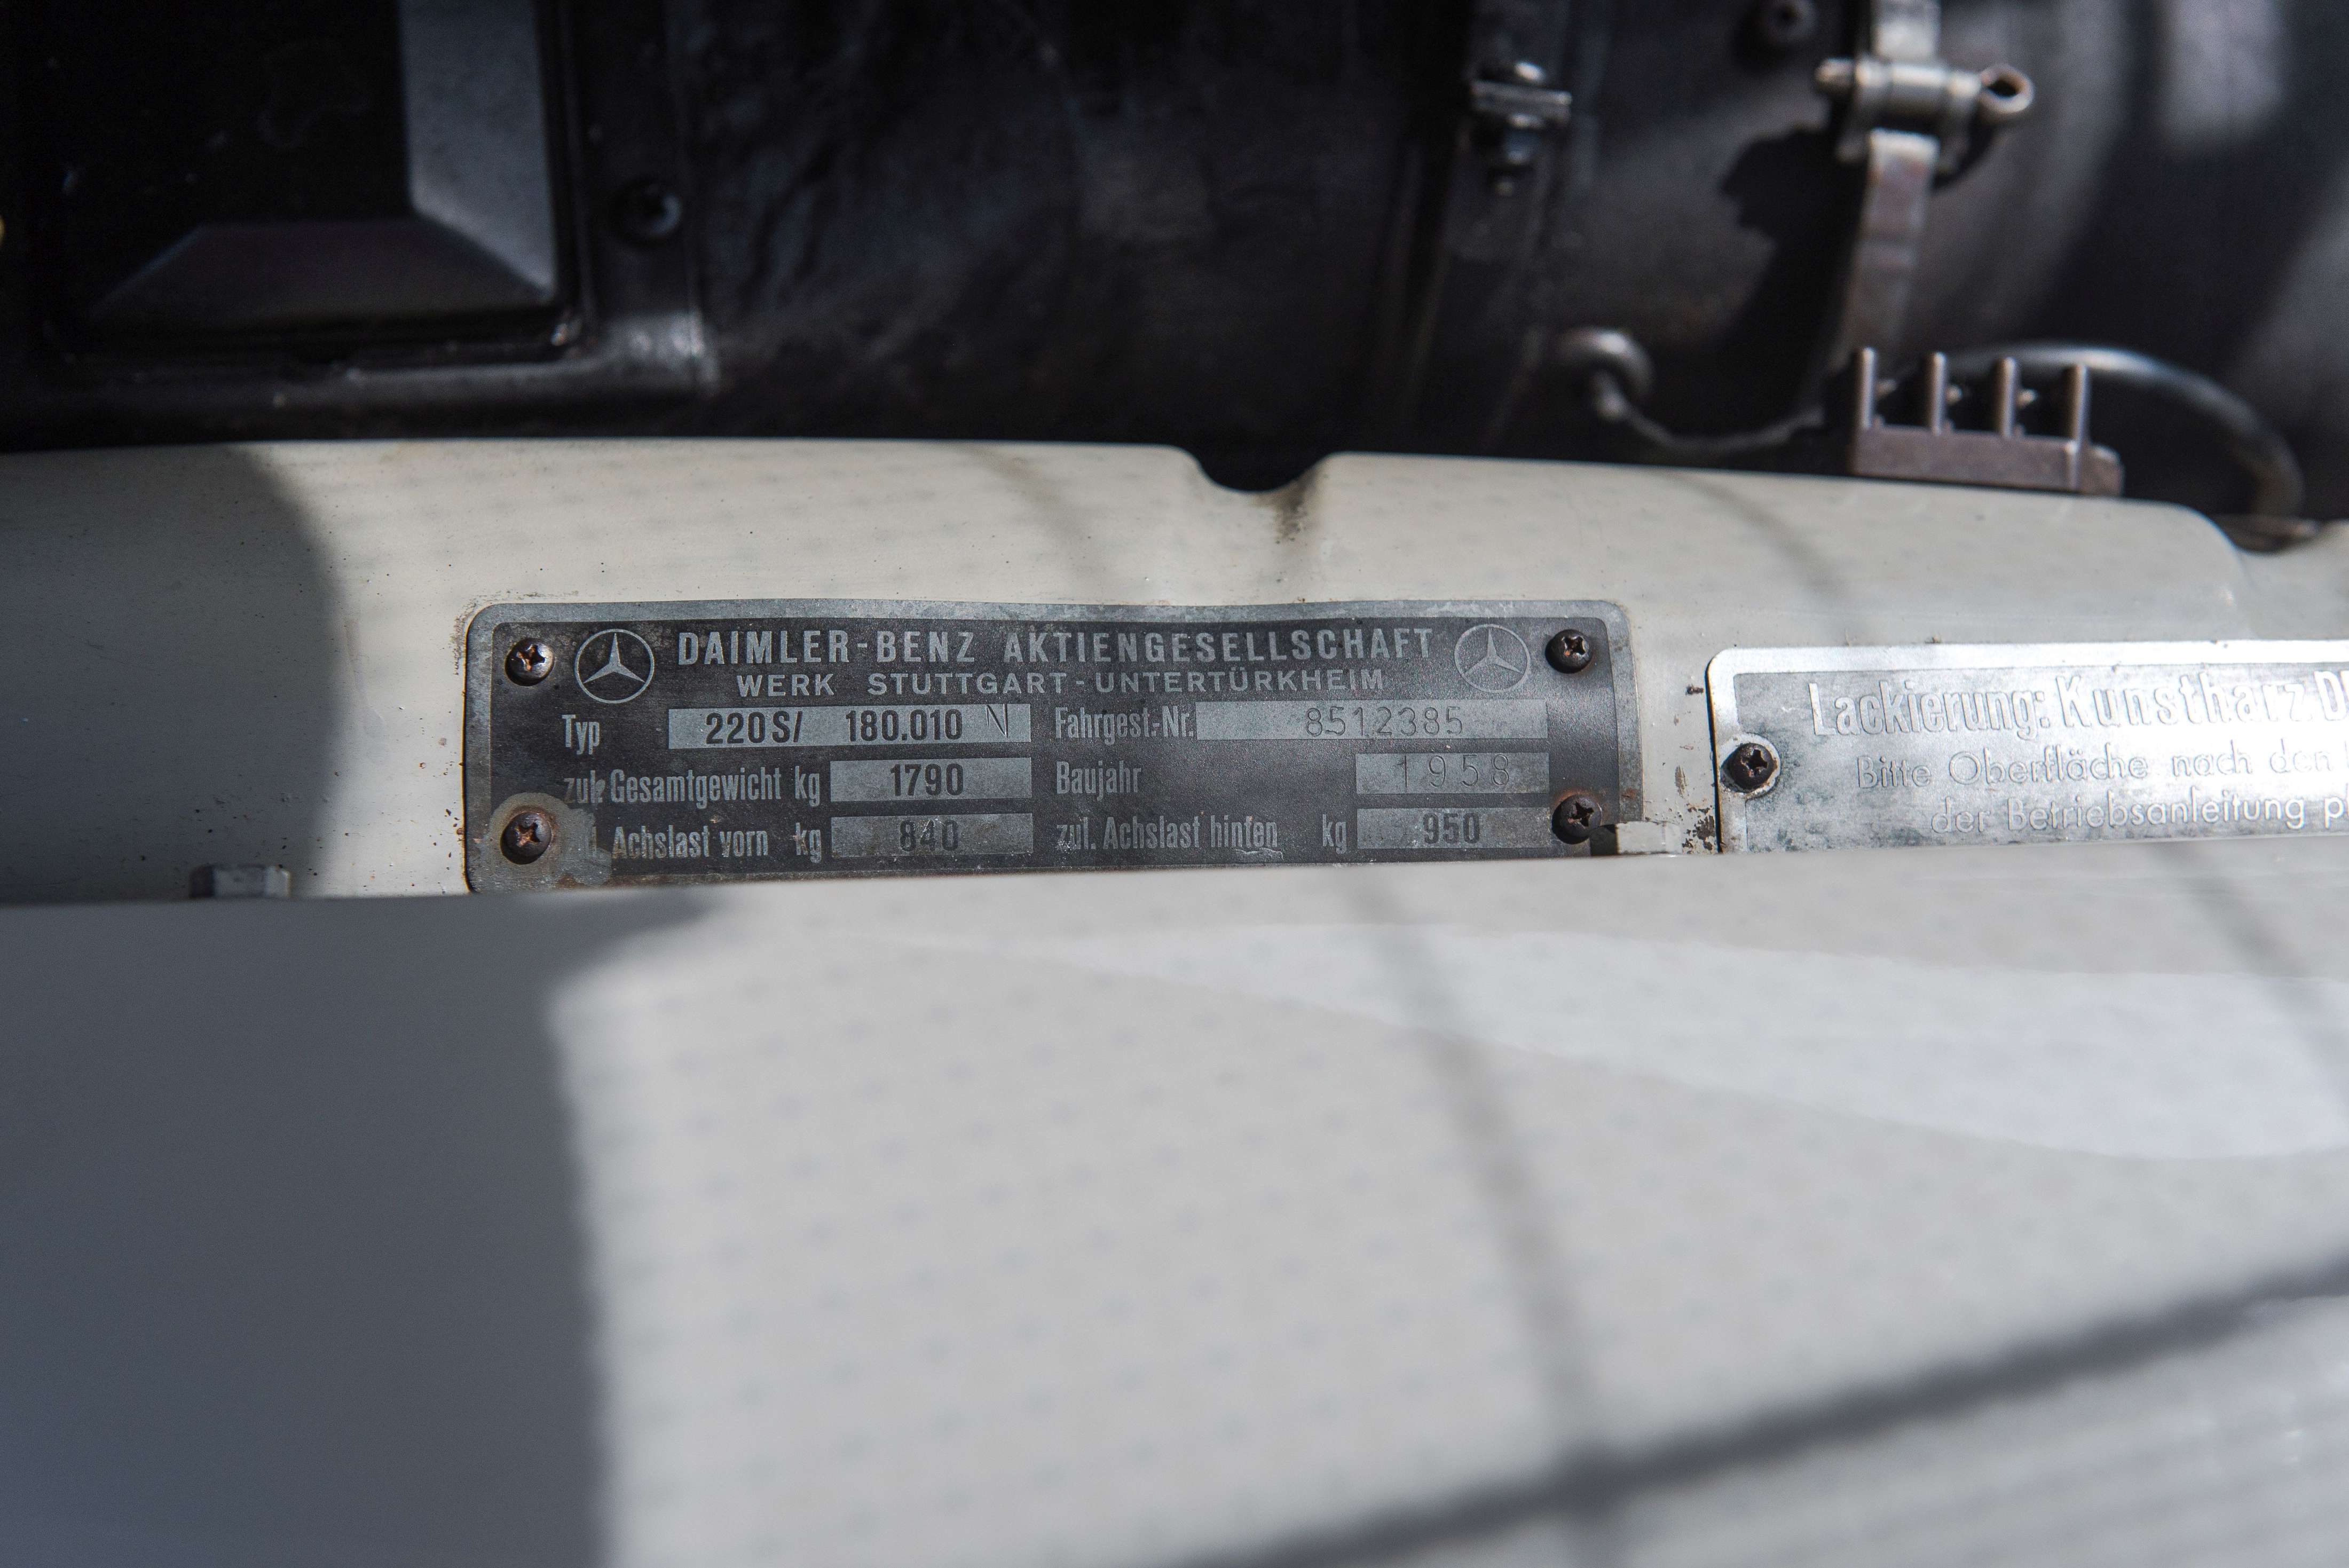 DAIMLER-BENZ AKTIENGESELLSCHAFT
WERK STUTTGART-UNTERTÜRKHEIM
Typ 220S/ 180.010 N Fahrgest.-Nr. 8512385
zul. Gesamtgewicht kg 1790 Baujahr 1958
Achslast vorn kg 840 zul. Achslast hinten kg 950
Lackierung: Kunstharz
Bitte Oberfläche nach den
der Betriebsanleitung